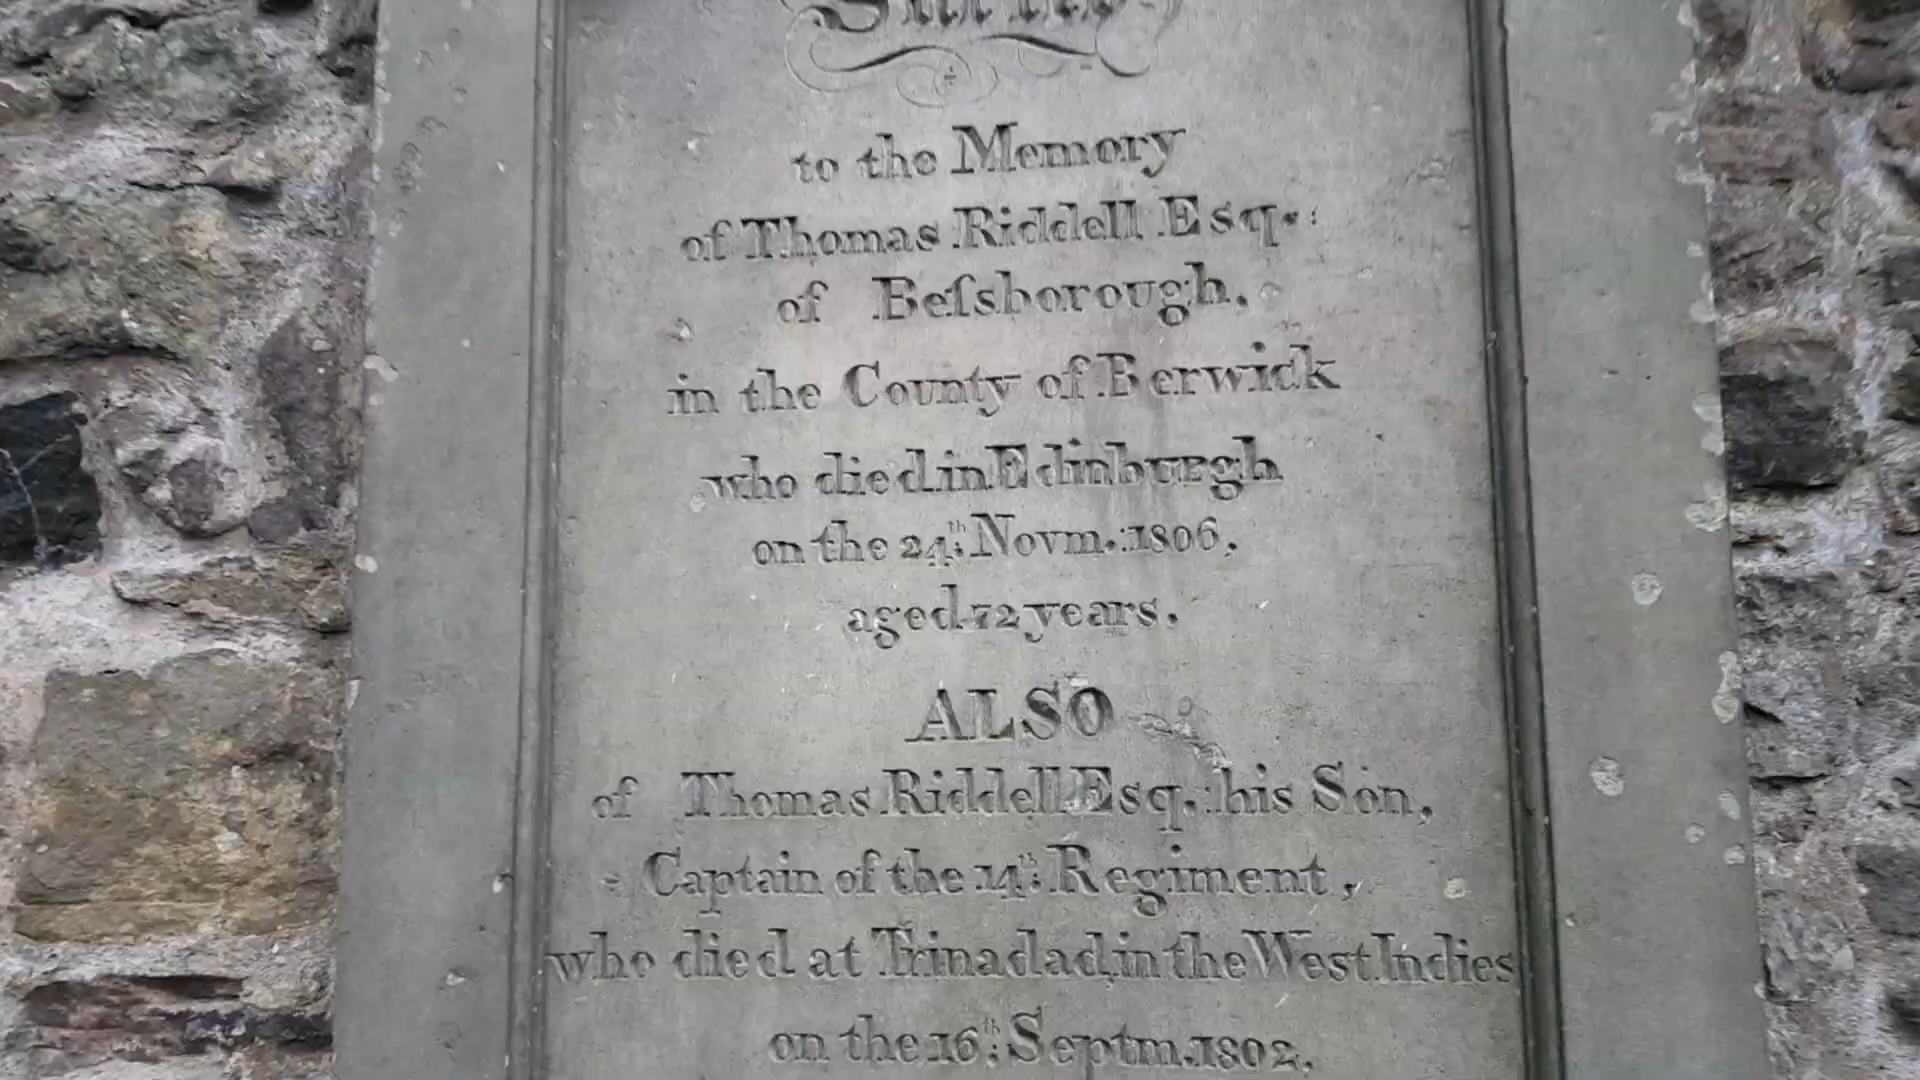 to the Memory
of Thomas Riddell Esq.:
of Beſsborough,
in the County of Berwick
who died in Edinburgh
on the 24th: Novm.: 1806,
aged 72 years.
ALSO
of Thomas Riddell Esq.: his Son,
Captain of the 14th: Regiment,
who died at Trinadad, in the West Indies
on the 16th: Septm. 1802.